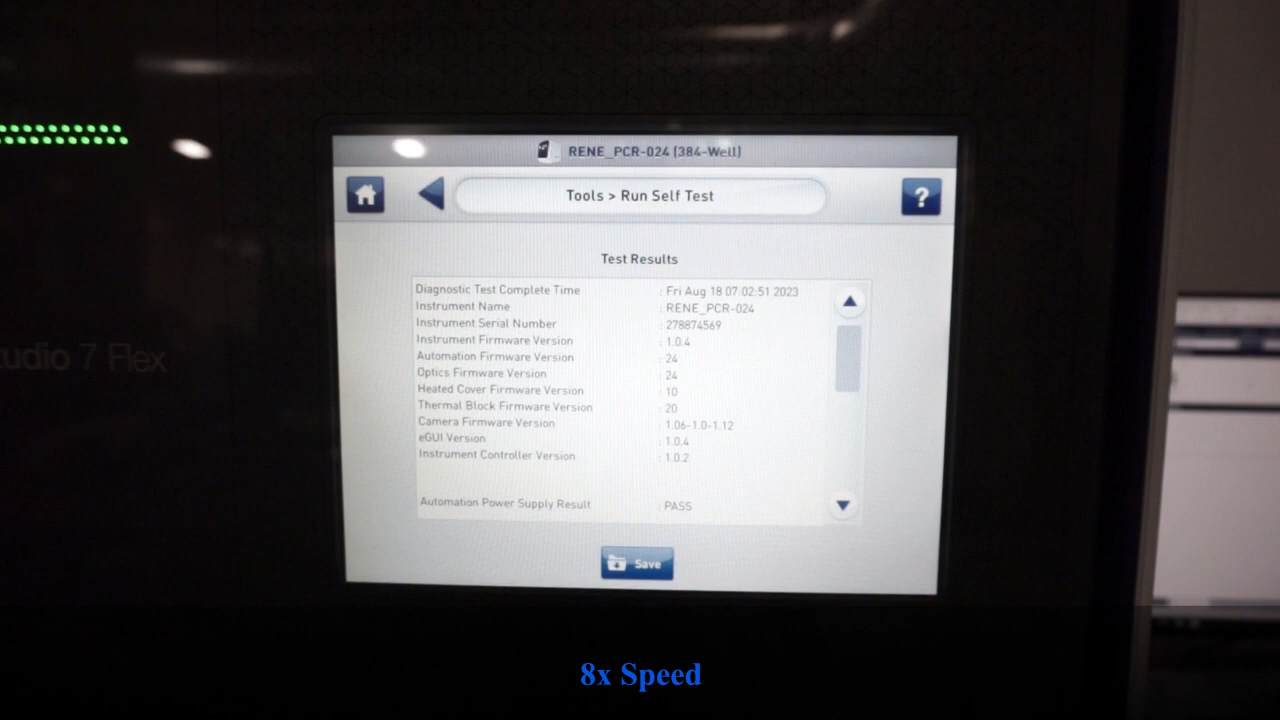 RENE_PCR-024 (384-Well)
Tools > Run Self Test
?
Test Results
Diagnostic Test Complete Time : Fri Aug 18 07:02:51 2023
Instrument Name : RENE_PCR-024
Instrument Serial Number : 278874569
Instrument Firmware Version : 1.0.4
Automation Firmware Version : 24
Optics Firmware Version : 24
Heated Cover Firmware Version : 10
Thermal Block Firmware Version : 20
Camera Firmware Version : 1.06-1.0-1.12
eGUI Version : 1.0.4
Instrument Controller Version : 1.0.2
Automation Power Supply Result : PASS
Save
tudio 7 Flex
8x Speed